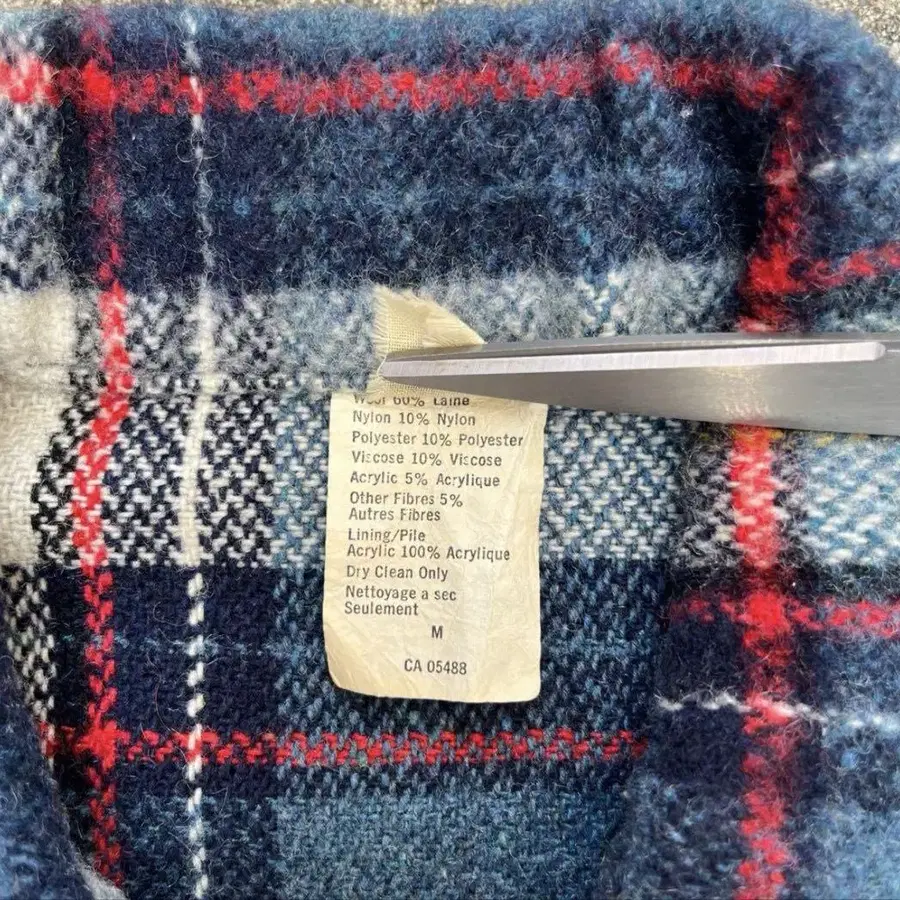 Wool 60% Laine
Nylon 10% Nylon
Polyester 10% Polyester
Viscose 10% Viscose
Acrylic 5% Acrylique
Other Fibres 5%
Autres Fibres
Lining/Pile
Acrylic 100% Acrylique
Dry Clean Only
Nettoyage a sec
Seulement
M
CA 05488